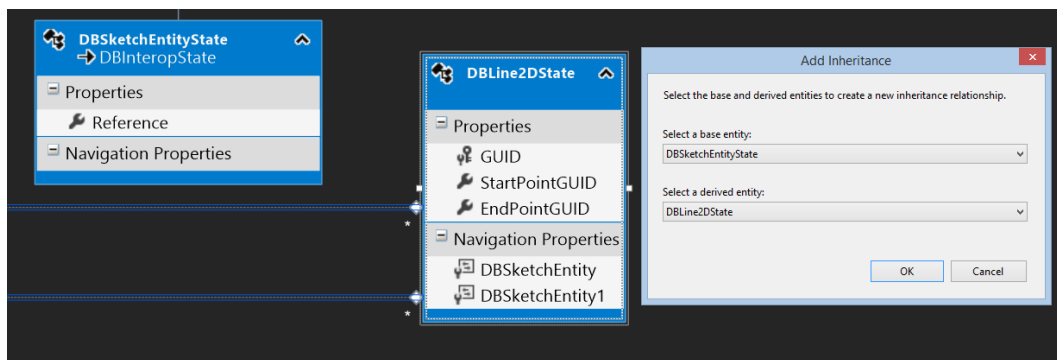 DBSketchEntityState
DBInteropState
Properties
Reference
Navigation Properties
DBLine2DState
Properties
GUID
StartPointGUID
EndPointGUID
Navigation Properties
DBSketchEntity
DBSketchEntity1
*
*
Add Inheritance
Select the base and derived entities to create a new inheritance relationship.
Select a base entity:
DBSketchEntityState
Select a derived entity:
DBLine2DState
OK Cancel